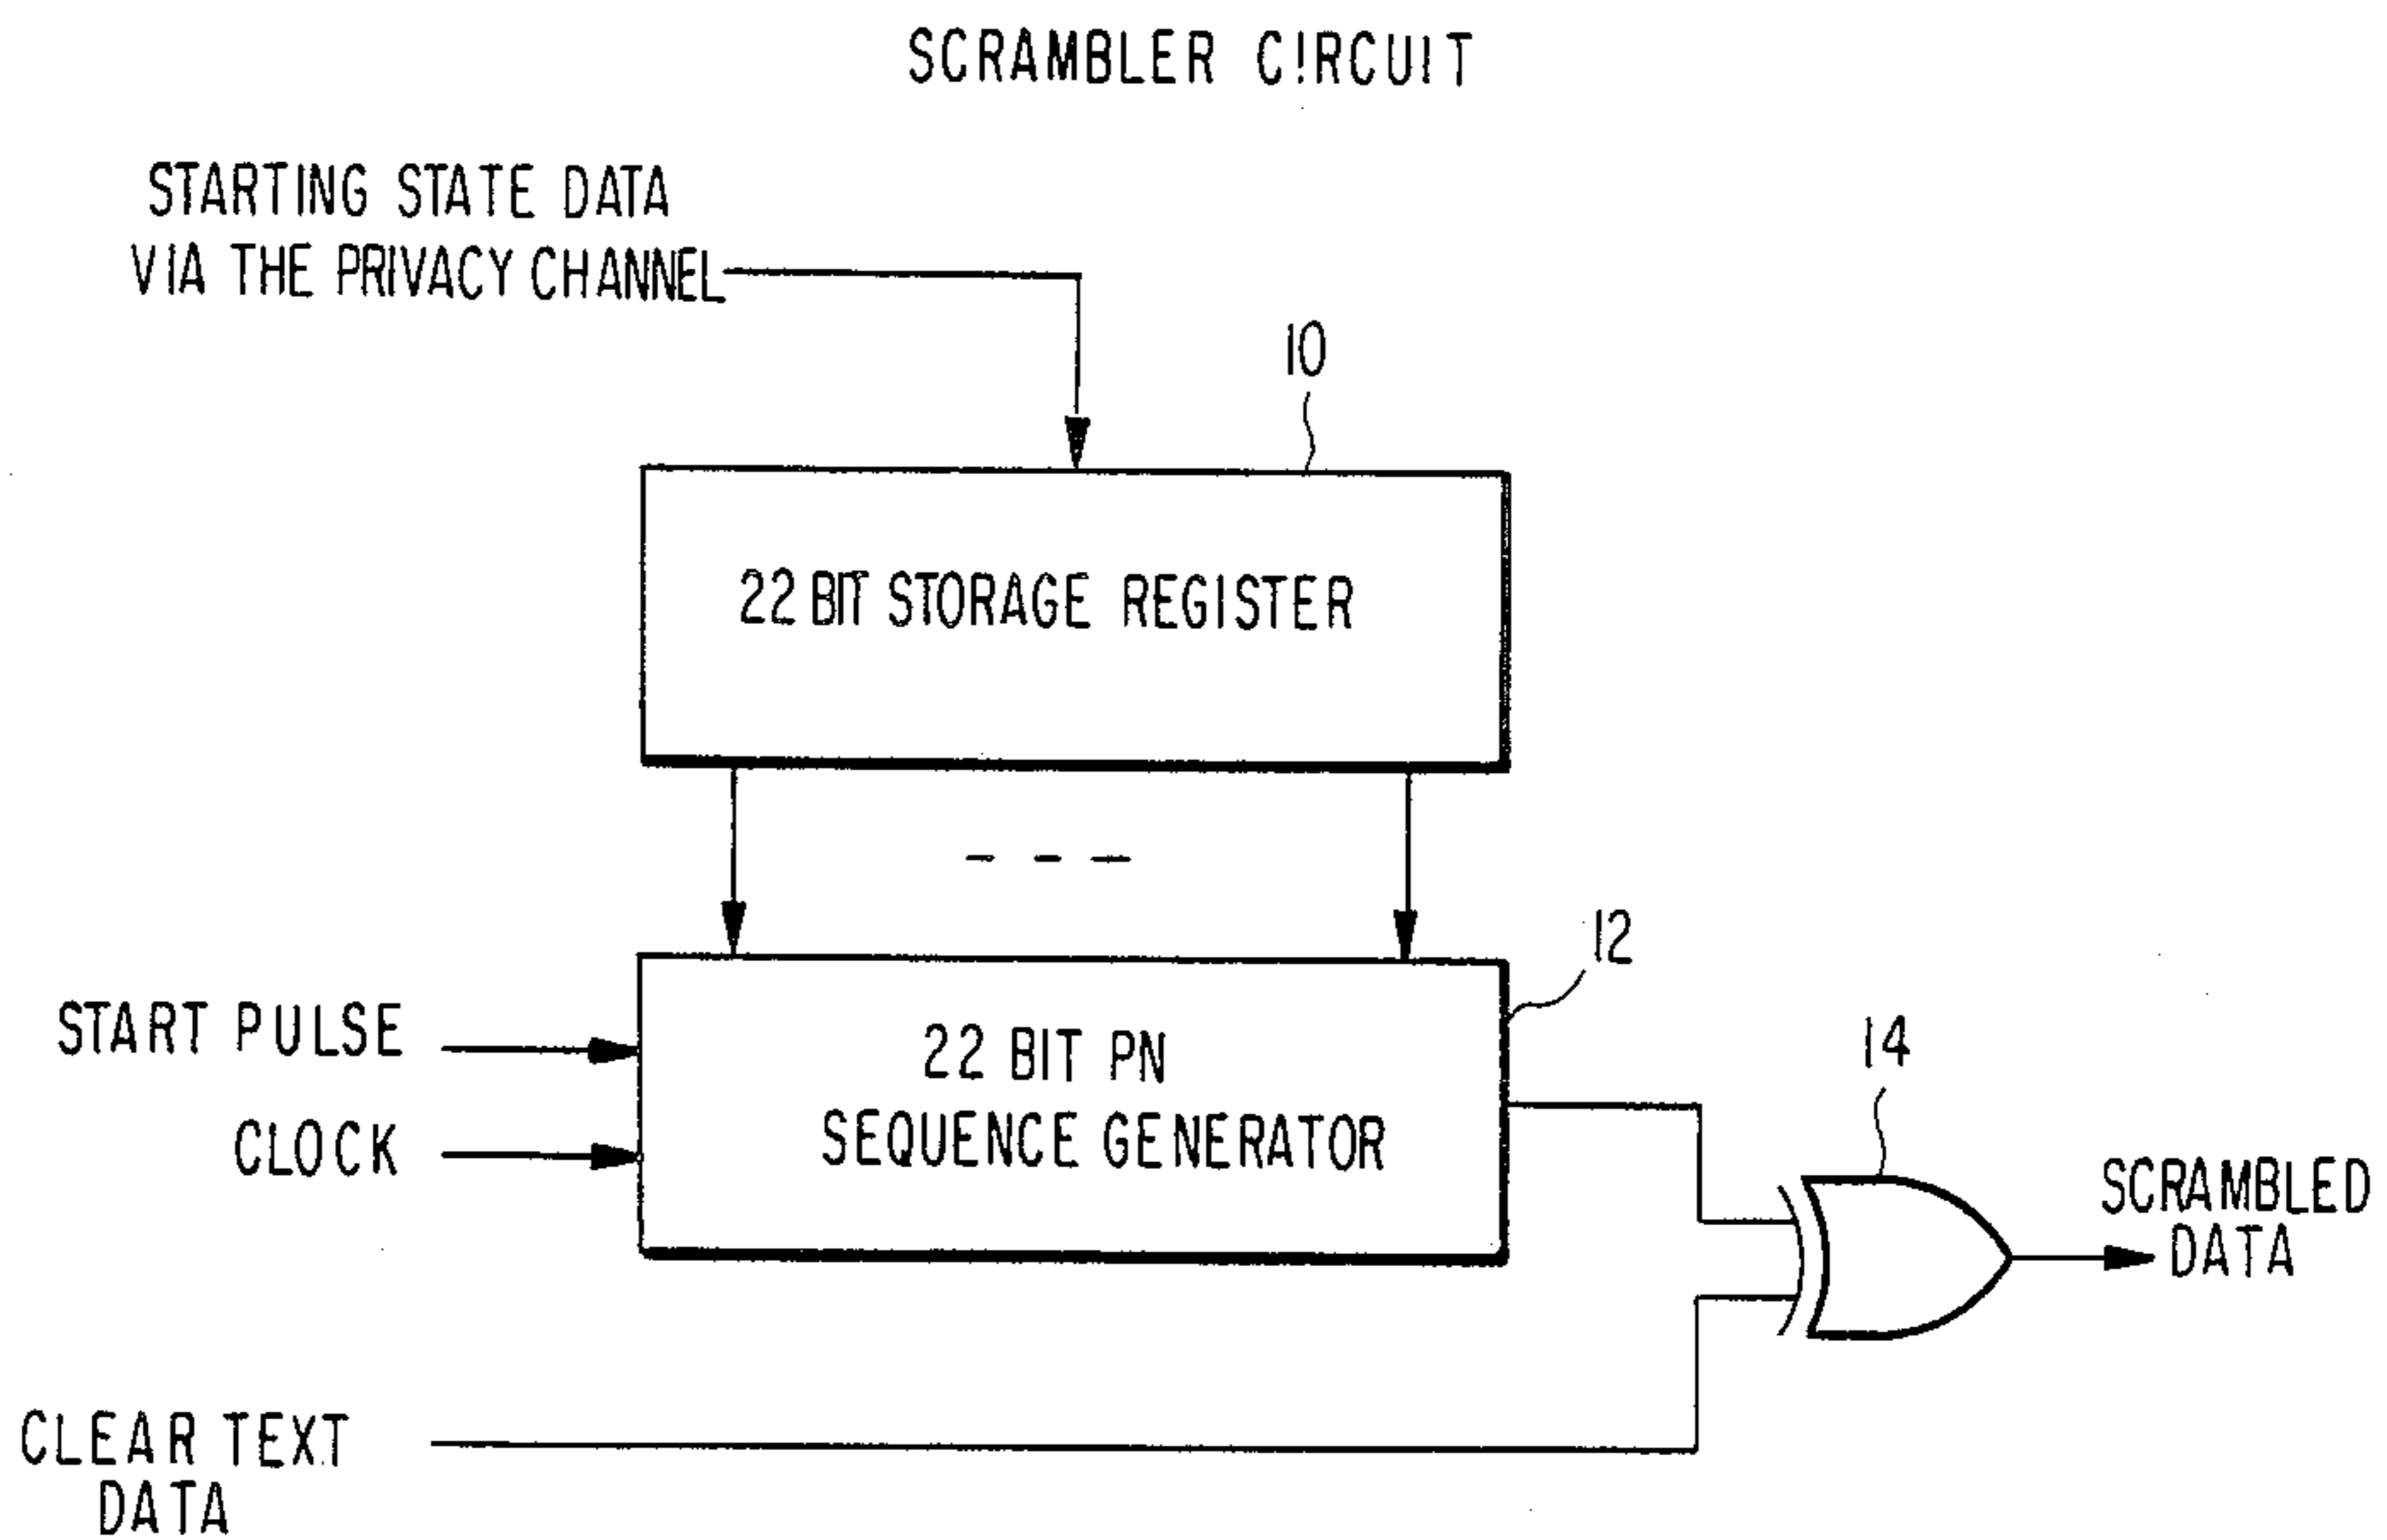 SCRAMBLER CIRCUIT
STARTING STATE DATA
VIA THE PRIVACY CHANNEL
10
22 BIT STORAGE REGISTER
12
START PULSE
22 BIT PN
SEQUENCE GENERATOR
CLOCK
14
SCRAMBLED
DATA
CLEAR TEXT
DATA